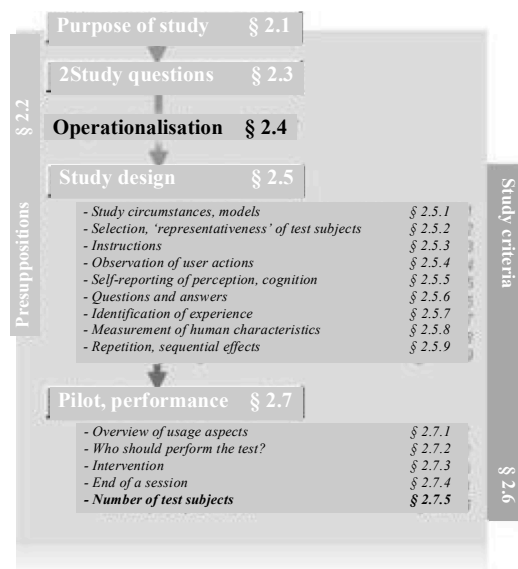 Purpose of study § 2.1
2Study questions § 2.3
§ 2.2
Presuppositions
Operationalisation § 2.4
Study design § 2.5
- Study circumstances, models § 2.5.1
- Selection, ‘representativeness’ of test subjects § 2.5.2
- Instructions § 2.5.3
- Observation of user actions § 2.5.4
- Self-reporting of perception, cognition § 2.5.5
- Questions and answers § 2.5.6
- Identification of experience § 2.5.7
- Measurement of human characteristics § 2.5.8
- Repetition, sequential effects § 2.5.9
Study criteria
§ 2.6
Pilot, performance § 2.7
- Overview of usage aspects § 2.7.1
- Who should perform the test? § 2.7.2
- Intervention § 2.7.3
- End of a session § 2.7.4
- Number of test subjects § 2.7.5